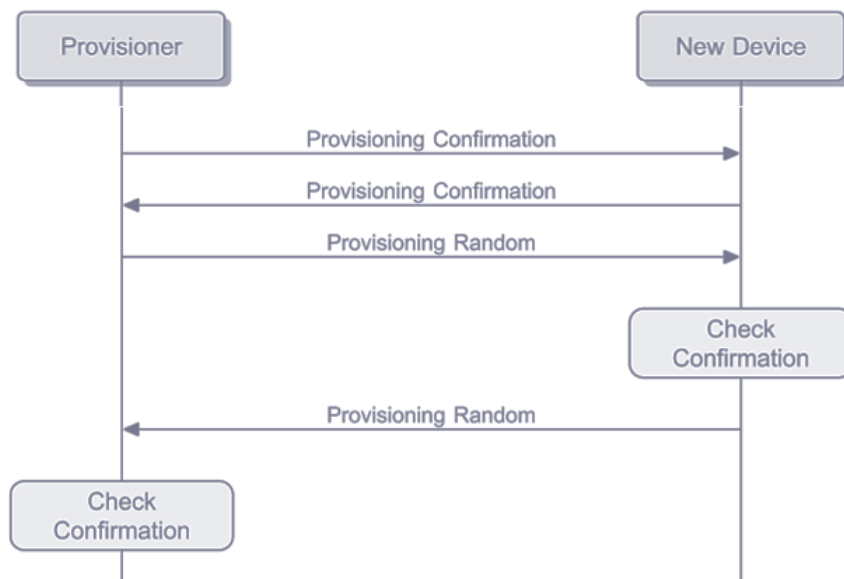 Provisioner
New Device
Provisioning Confirmation
Provisioning Confirmation
Provisioning Random
Check
Confirmation
Provisioning Random
Check
Confirmation